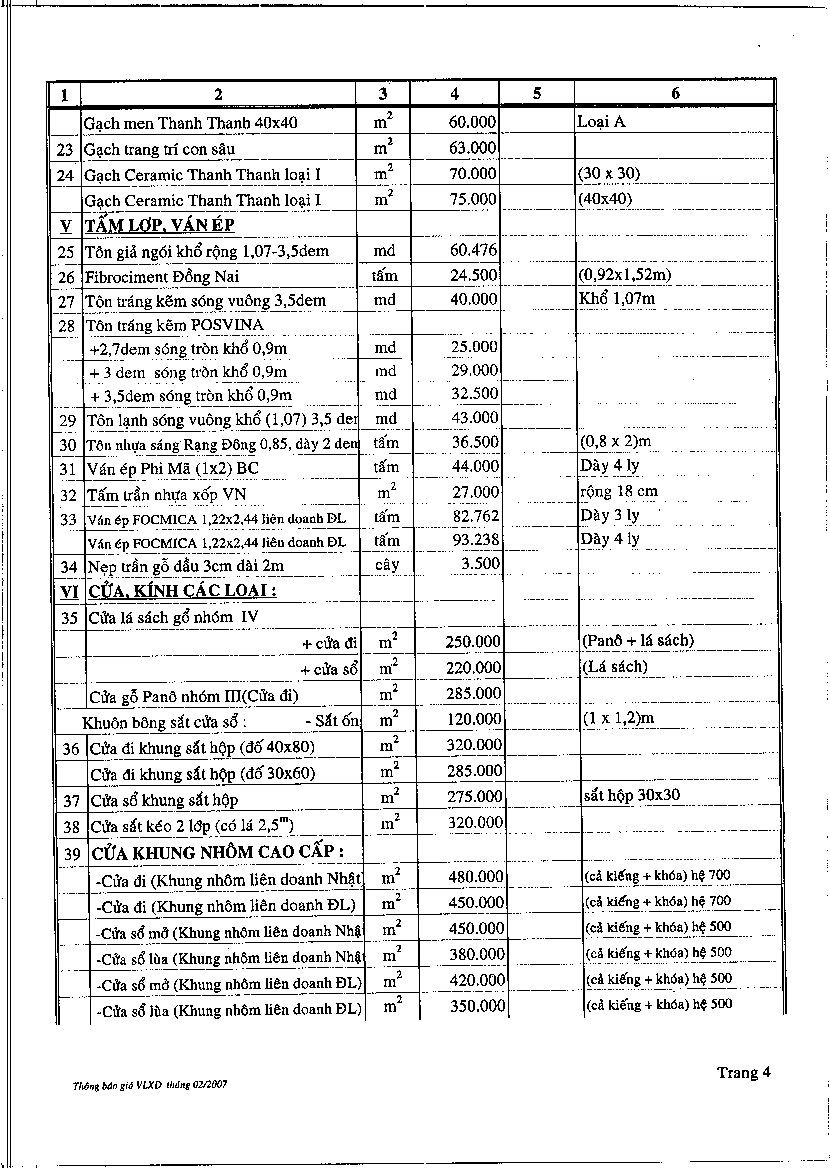 1 2 3 4 5 6
Gạch men Thanh Thanh 40x40 m² 60.000 Loại A
23 Gạch trang trí con sâu m² 63.000
24 Gạch Ceramic Thanh Thanh loại I m² 70.000 (30 x 30)
Gạch Ceramic Thanh Thanh loại I m² 75.000 (40x40)
V TẤM LỢP, VÁN ÉP
25 Tôn giả ngói khổ rộng 1,07-3,5dem md 60.476
26 Fibrociment Đồng Nai tấm 24.500 (0,92x1,52m)
27 Tôn tráng kẽm sóng vuông 3,5dem md 40.000 Khổ 1,07m
28 Tôn tráng kẽm POSVINA
+2,7dem sóng tròn khổ 0,9m md 25.000
+ 3 dem sóng tròn khổ 0,9m md 29.000
+ 3,5dem sóng tròn khổ 0,9m md 32.500
29 Tôn lạnh sóng vuông khổ (1,07) 3,5 den md 43.000
30 Tôn nhựa sáng Rạng Đông 0,85, dày 2 dem tấm 36.500 (0,8 x 2)m
31 Ván ép Phi Mã (1x2) BC tấm 44.000 Dày 4 ly
32 Tấm trần nhựa xốp VN m² 27.000 rộng 18 cm
33 Ván ép FOCMICA 1,22x2,44 liên doanh ĐL tấm 82.762 Dày 3 ly
Ván ép FOCMICA 1,22x2,44 liên doanh ĐL tấm 93.238 Dày 4 ly
34 Nẹp trần gỗ dầu 3cm dài 2m cây 3.500
VI CỬA, KÍNH CÁC LOẠI :
35 Cửa lá sách gổ nhóm IV
+ cửa đi m² 250.000 (Panô + lá sách)
+ cửa sổ m² 220.000 (Lá sách)
Cửa gỗ Panô nhóm III(Cửa đi) m² 285.000
Khuôn bông sắt cửa sổ : - Sắt ốn m² 120.000 (1 x 1,2)m
36 Cửa đi khung sắt hộp (đố 40x80) m² 320.000
Cửa đi khung sắt hộp (đố 30x60) m² 285.000
37 Cửa sổ khung sắt hộp m² 275.000 sắt hộp 30x30
38 Cửa sắt kéo 2 lớp (có lá 2,5ᵐ) m² 320.000
39 CỬA KHUNG NHÔM CAO CẤP :
-Cửa đi (Khung nhôm liên doanh Nhật m² 480.000 (cả kiếng + khóa) hệ 700
-Cửa đi (Khung nhôm liên doanh ĐL) m² 450.000 (cả kiếng + khóa) hệ 700
-Cửa sổ mở (Khung nhôm liên doanh Nhậ m² 450.000 (cả kiếng + khóa) hệ 500
-Cửa sổ lùa (Khung nhôm liên doanh Nhậ m² 380.000 (cả kiếng + khóa) hệ 500
-Cửa sổ mở (Khung nhôm liên doanh ĐL) m² 420.000 (cả kiếng + khóa) hệ 500
-Cửa sổ lùa (Khung nhôm liên doanh ĐL) m² 350.000 (cả kiếng + khóa) hệ 500
Trang 4
Thông báo giá VLXD tháng 02/2007